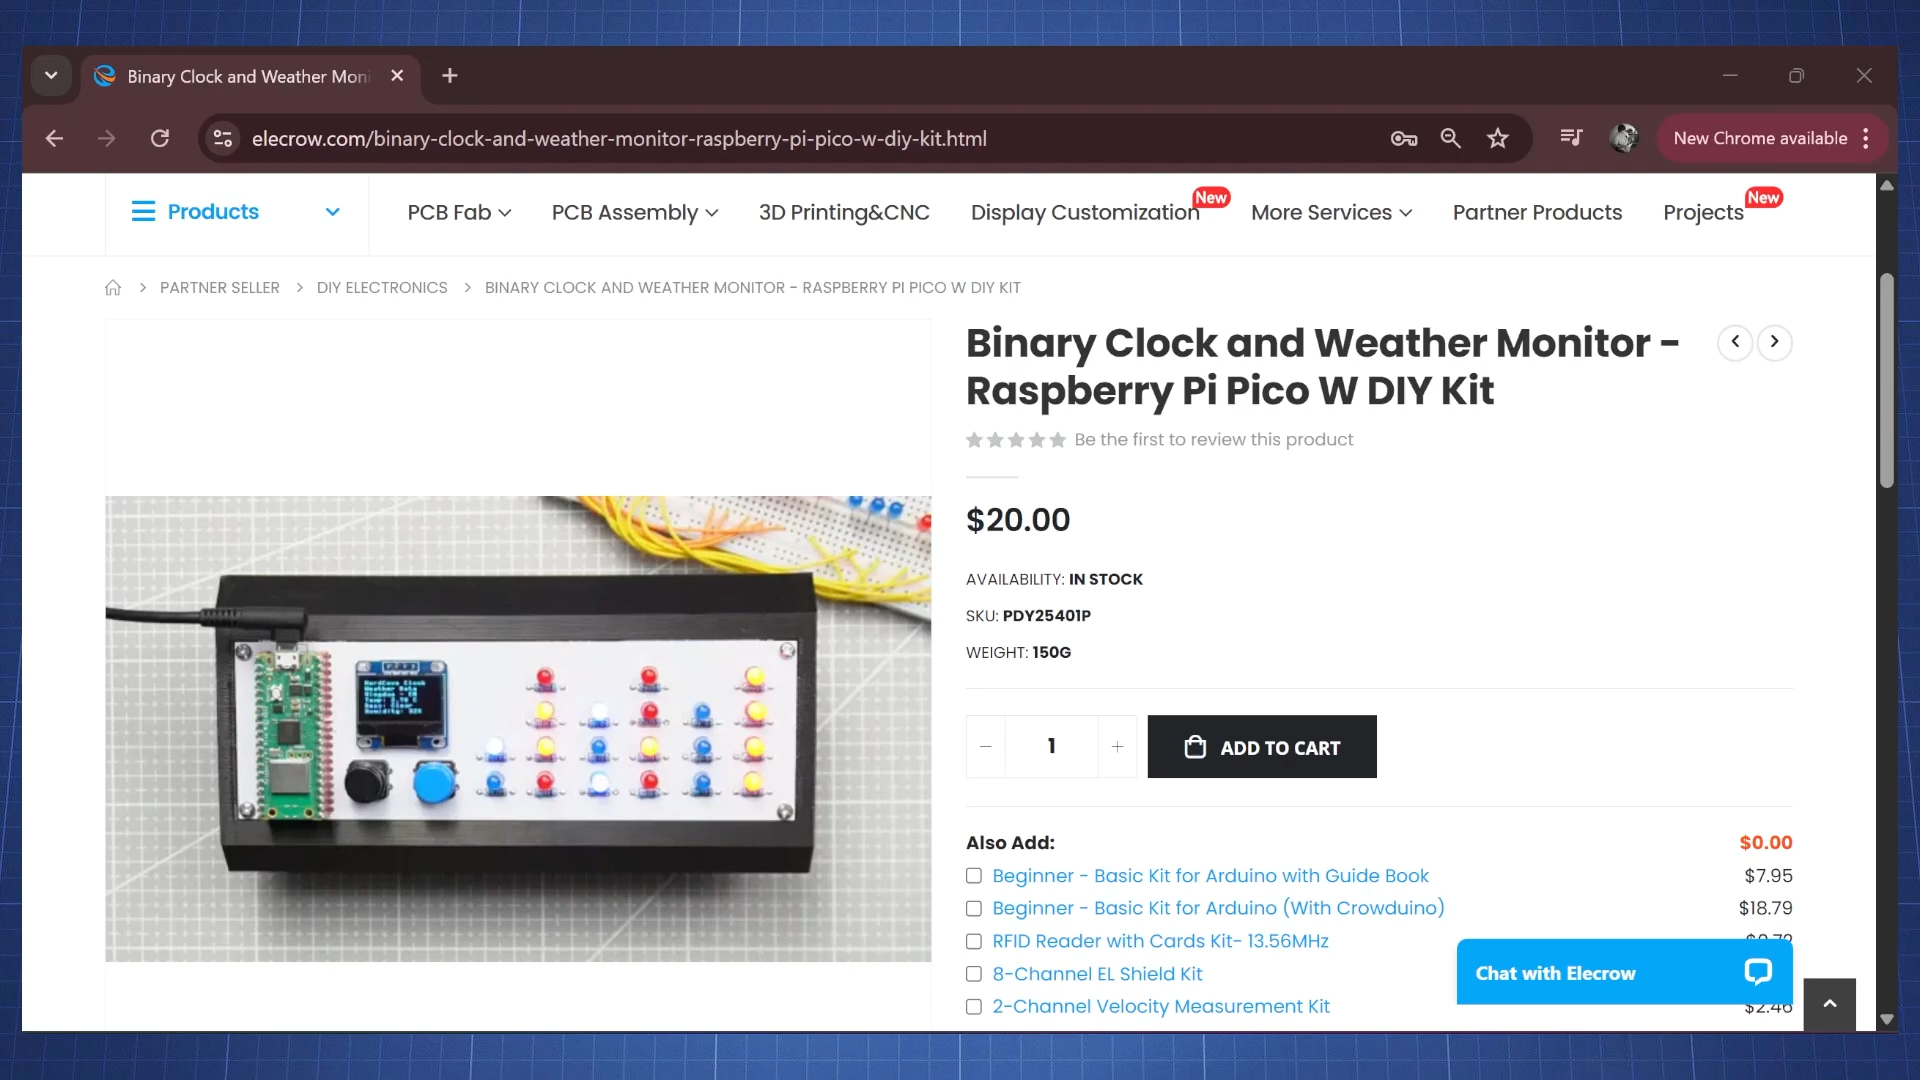 Binary Clock and Weather Moni
elecrow.com/binary-clock-and-weather-monitor-raspberry-pi-pico-w-diy-kit.html
New Chrome available
Products
PCB Fab
PCB Assembly
3D Printing&CNC
Display Customization
New
More Services
Partner Products
Projects
New
PARTNER SELLER > DIY ELECTRONICS > BINARY CLOCK AND WEATHER MONITOR - RASPBERRY PI PICO W DIY KIT
Binary Clock and Weather Monitor -
Raspberry Pi Pico W DIY Kit
Be the first to review this product
$20.00
AVAILABILITY: IN STOCK
SKU: PDY25401P
WEIGHT: 150G
1
ADD TO CART
Also Add: $0.00
Beginner - Basic Kit for Arduino with Guide Book $7.95
Beginner - Basic Kit for Arduino (With Crowduino) $18.79
RFID Reader with Cards Kit- 13.56MHz
8-Channel EL Shield Kit
2-Channel Velocity Measurement Kit $2.46
Chat with Elecrow